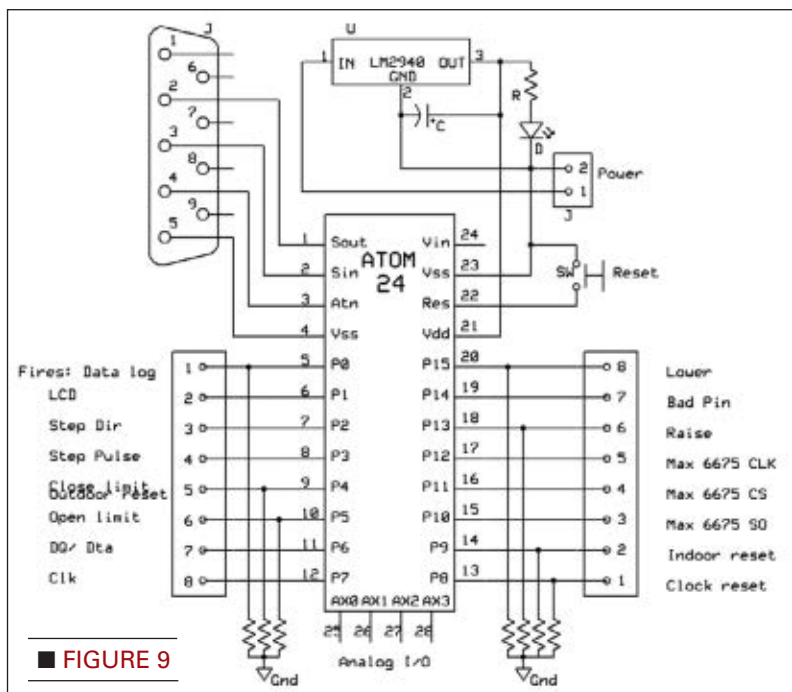 J
1
6
2
7
3
8
4
9
5
U
1 IN LM2940 OUT 3
GND
2
+C
R
D
2
1
Power
J
ATOM
24
1 Sout
2 Sin
3 Atn
4 Vss
5 P0
6 P1
7 P2
8 P3
9 P4
10 P5
11 P6
12 P7
Vin 24
Vss 23
Res 22
Vdd 21
P15 20
P14 19
P13 18
P12 17
P11 16
P10 15
P9 14
P8 13
SW Reset
Fires: Data log 1
LCD 2
Step Dir 3
Step Pulse 4
Close limit 5
Outdoor reset
Open limit 6
DQ/ Dta 7
Clk 8
8 Lower
7 Bad Pin
6 Raise
5 Max 6675 CLK
4 Max 6675 CS
3 Max 6675 SO
2 Indoor reset
1 Clock reset
AX0 AX1 AX2 AX3
25 26 27 28
Analog I/O
Gnd
Gnd
■ FIGURE 9